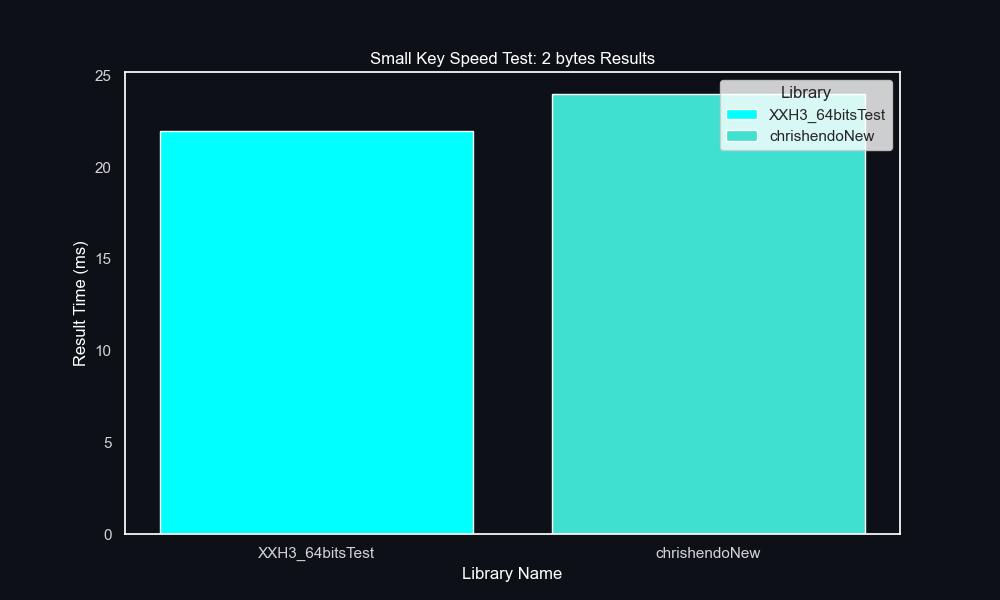 Small Key Speed Test: 2 bytes Results
25
20
15
10
5
0
Result Time (ms)
Library
XXH3_64bitsTest
chrishendoNew
XXH3_64bitsTest
chrishendoNew
Library Name